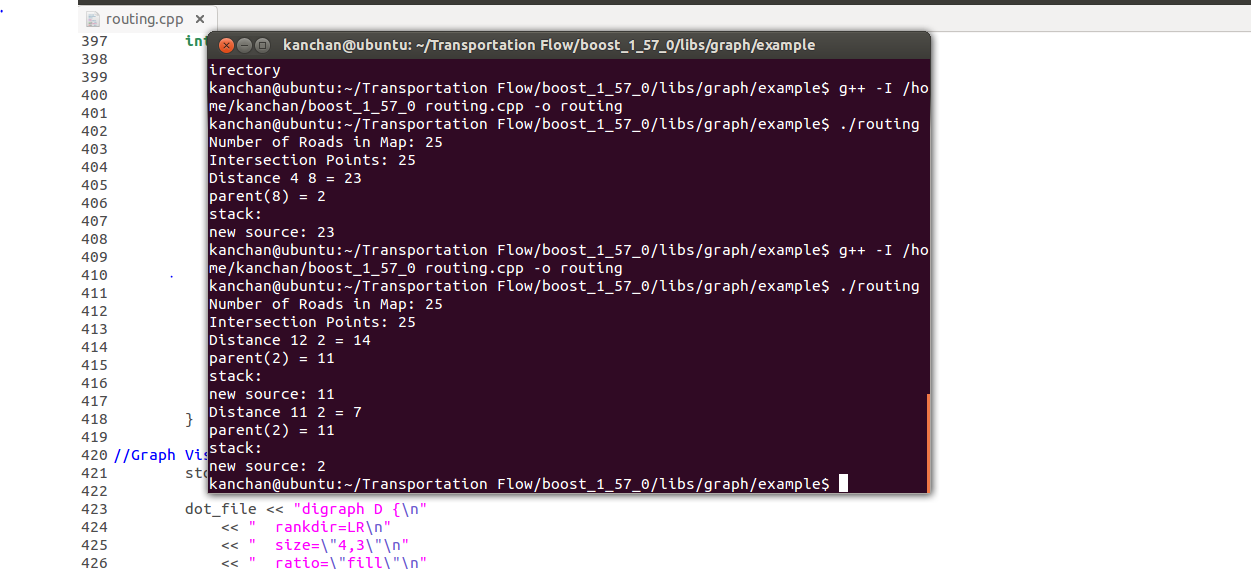 routing.cpp ×
kanchan@ubuntu: ~/Transportation Flow/boost_1_57_0/libs/graph/example
irectory
kanchan@ubuntu:~/Transportation Flow/boost_1_57_0/libs/graph/example$ g++ -I /ho
me/kanchan/boost_1_57_0 routing.cpp -o routing
kanchan@ubuntu:~/Transportation Flow/boost_1_57_0/libs/graph/example$ ./routing
Number of Roads in Map: 25
Intersection Points: 25
Distance 4 8 = 23
parent(8) = 2
stack:
new source: 23
kanchan@ubuntu:~/Transportation Flow/boost_1_57_0/libs/graph/example$ g++ -I /ho
me/kanchan/boost_1_57_0 routing.cpp -o routing
kanchan@ubuntu:~/Transportation Flow/boost_1_57_0/libs/graph/example$ ./routing
Number of Roads in Map: 25
Intersection Points: 25
Distance 12 2 = 14
parent(2) = 11
stack:
new source: 11
Distance 11 2 = 7
parent(2) = 11
stack:
new source: 2
kanchan@ubuntu:~/Transportation Flow/boost_1_57_0/libs/graph/example$
397 int
398
399
400
401
402
403
404
405
406
407
408
409
410
411
412
413
414
415
416
417
418 }
419
420 //Graph Vis
421 std
422
423 dot_file << "digraph D {\n"
424 << "  rankdir=LR\n"
425 << "  size=\"4,3\"\n"
426 << "  ratio=\"fill\"\n"